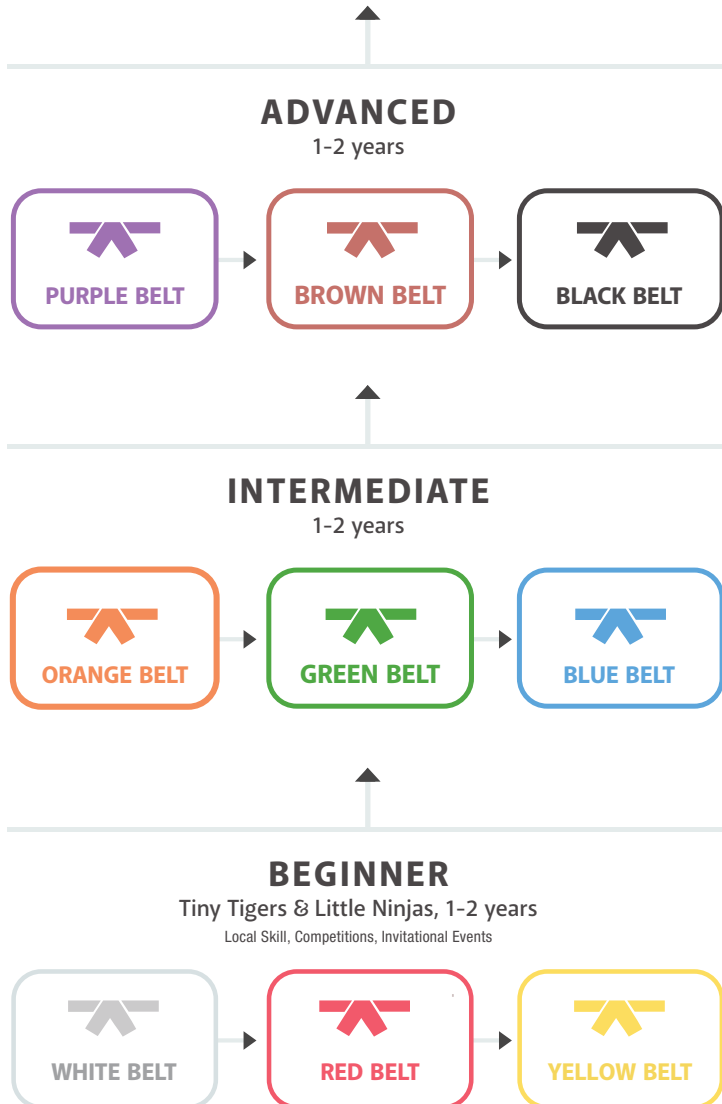 ADVANCED
1-2 years
PURPLE BELT
BROWN BELT
BLACK BELT
INTERMEDIATE
1-2 years
ORANGE BELT
GREEN BELT
BLUE BELT
BEGINNER
Tiny Tigers & Little Ninjas, 1-2 years
Local Skill, Competitions, Invitational Events
WHITE BELT
RED BELT
YELLOW BELT